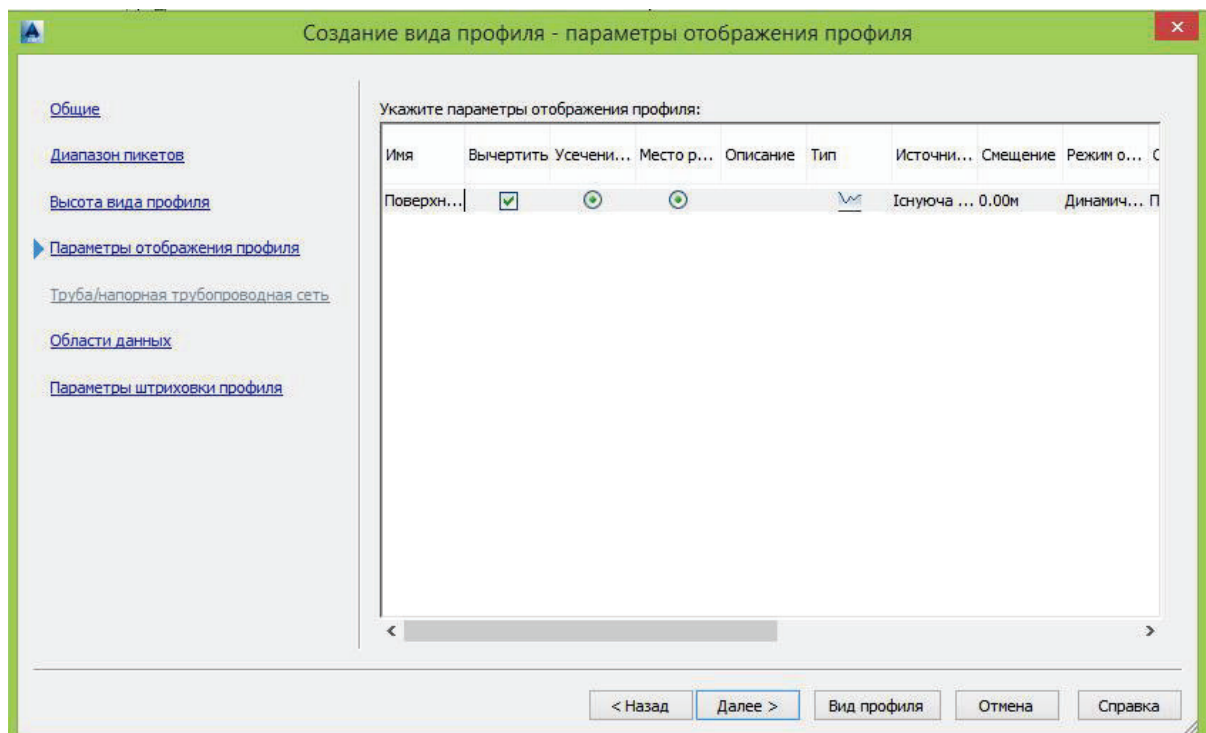 Создание вида профиля - параметры отображения профиля
Общие
Диапазон пикетов
Высота вида профиля
Параметры отображения профиля
Труба/напорная трубопроводная сеть
Области данных
Параметры штриховки профиля
Укажите параметры отображения профиля:
Имя Вычертить Усечени... Место р... Описание Тип Источни... Смещение Режим о... С
Поверхн... Існуюча ... 0.00м Динамич... П
< Назад Далее > Вид профиля Отмена Справка